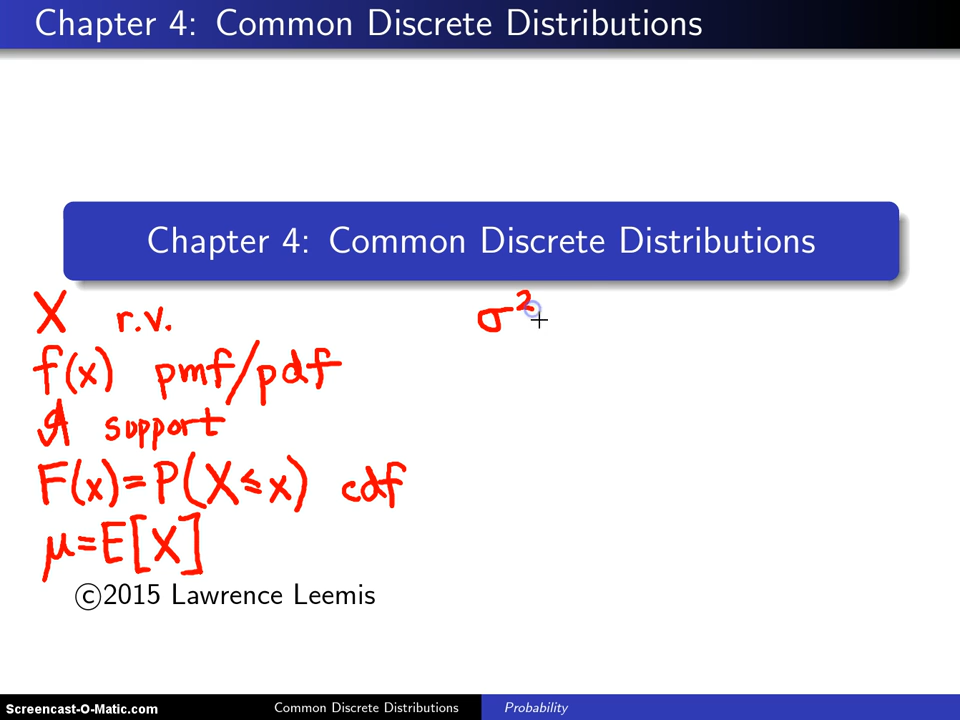 Chapter 4: Common Discrete Distributions
Chapter 4: Common Discrete Distributions
X r.v.
f(x) pmf/pdf
𝒜 support
F(x)=P(X≤x) cdf
μ=E[X]
σ²
©2015 Lawrence Leemis
Screencast-O-Matic.com Common Discrete Distributions Probability